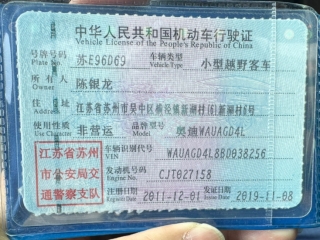 中华人民共和国机动车行驶证
Vehicle License of the People's Republic of China
号牌号码 苏E96D69 车辆类型 小型越野客车
Plate No. Vehicle Type
所有人 陈银龙
Owner
住址 江苏省苏州市吴中区横泾镇新湖村(6)新湖村6号
Address
使用性质 非营运 品牌型号 奥迪WAUAGD4L
Use Character Model
江苏省苏州 车辆识别代号 WAUAGD4L8BD038256
VIN
市公安局交 发动机号码 CJT027158
Engine No.
通警察支队 注册日期 2011-12-01 发证日期 2019-11-08
Register Date Issue Date